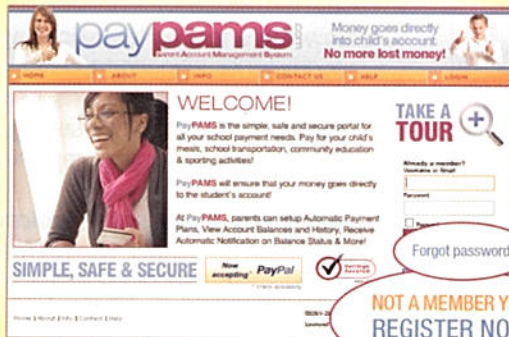 paypams.com
Parent Account Management System
Money goes directly
into child's account.
No more lost money!
HOME
ABOUT
INFO
CONTACT US
HELP
LOGIN
WELCOME!
PayPAMS is the simple, safe and secure portal for
all your school payment needs. Pay for your child's
meals, school transportation, community education
& sporting activities!
PayPAMS will ensure that your money goes directly
to the student's account!
At PayPAMS, parents can setup Automatic Payment
Plans, View Account Balances and History, Receive
Automatic Notification on Balance Status & More!
TAKE A
TOUR
Already a member?
Username or Email
Password
Forgot password
SIMPLE, SAFE & SECURE
Now
accepting PayPal
NOT A MEMBER Y
REGISTER NO
Home | About | Info | Contact | Help